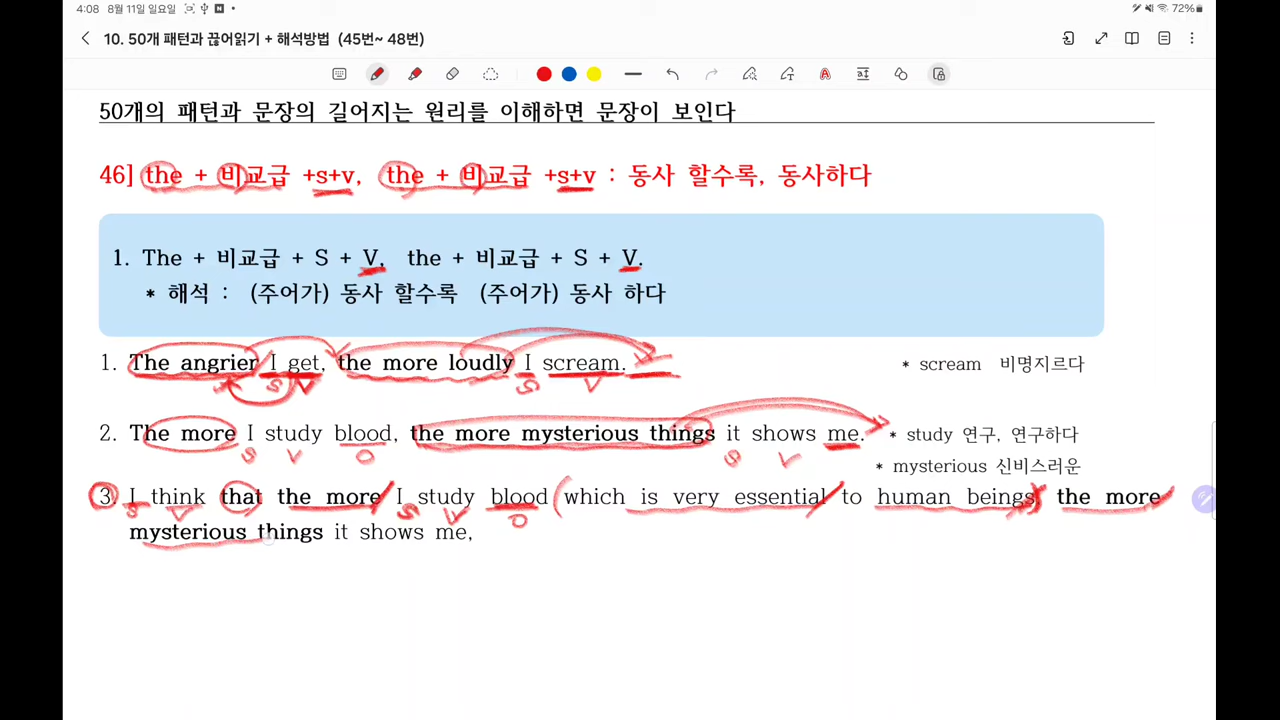 4:08 8월 11일 일요일 72%
10. 50개 패턴과 끊어읽기 + 해석방법 (45번~ 48번)
50개의 패턴과 문장의 길어지는 원리를 이해하면 문장이 보인다
46] the + 비교급 +s+v, the + 비교급 +s+v : 동사 할수록, 동사하다
1. The + 비교급 + S + V, the + 비교급 + S + V.
* 해석 : (주어가) 동사 할수록 (주어가) 동사 하다
1. The angrier I get, the more loudly I scream. * scream 비명지르다
S V S V
2. The more I study blood, the more mysterious things it shows me. * study 연구, 연구하다
S V O S V
* mysterious 신비스러운
3. I think that the more I study blood (which is very essential to human beings) the more
S V S V O
mysterious things it shows me,